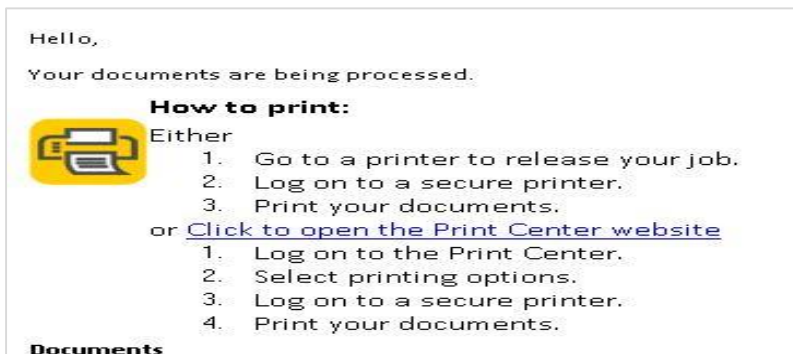 Hello,
Your documents are being processed.
How to print:
Either
1. Go to a printer to release your job.
2. Log on to a secure printer.
3. Print your documents.
or Click to open the Print Center website
1. Log on to the Print Center.
2. Select printing options.
3. Log on to a secure printer.
4. Print your documents.
Documents